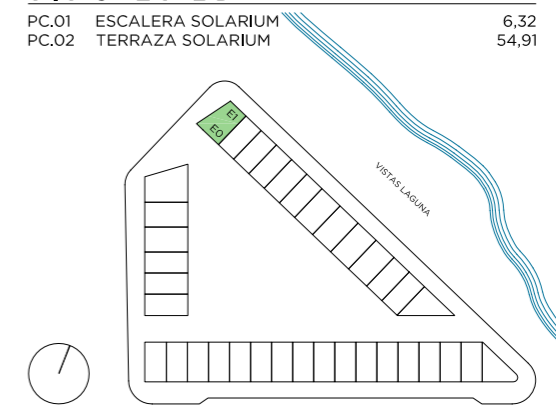 PC.01 ESCALERA SOLARIUM 6,32
PC.02 TERRAZA SOLARIUM 54,91
E1
E0
VISTAS LAGUNA